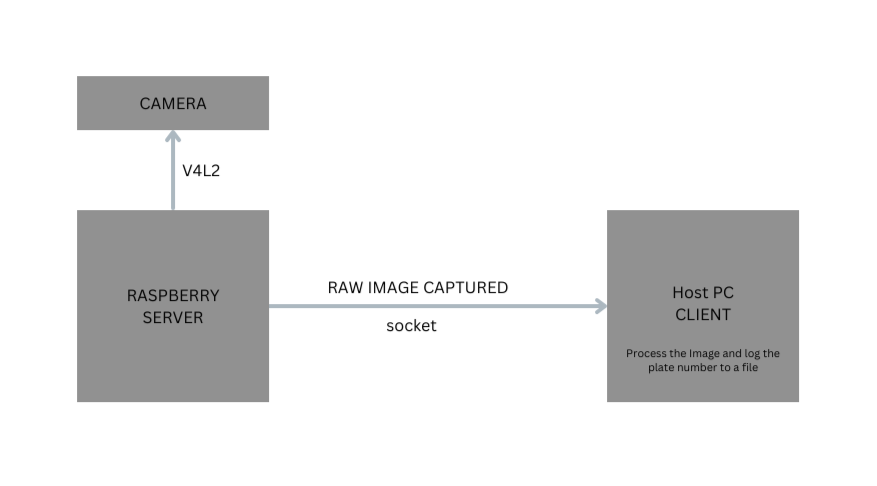 CAMERA
V4L2
RASPBERRY
SERVER
RAW IMAGE CAPTURED
socket
Host PC
CLIENT
Process the Image and log the
plate number to a file